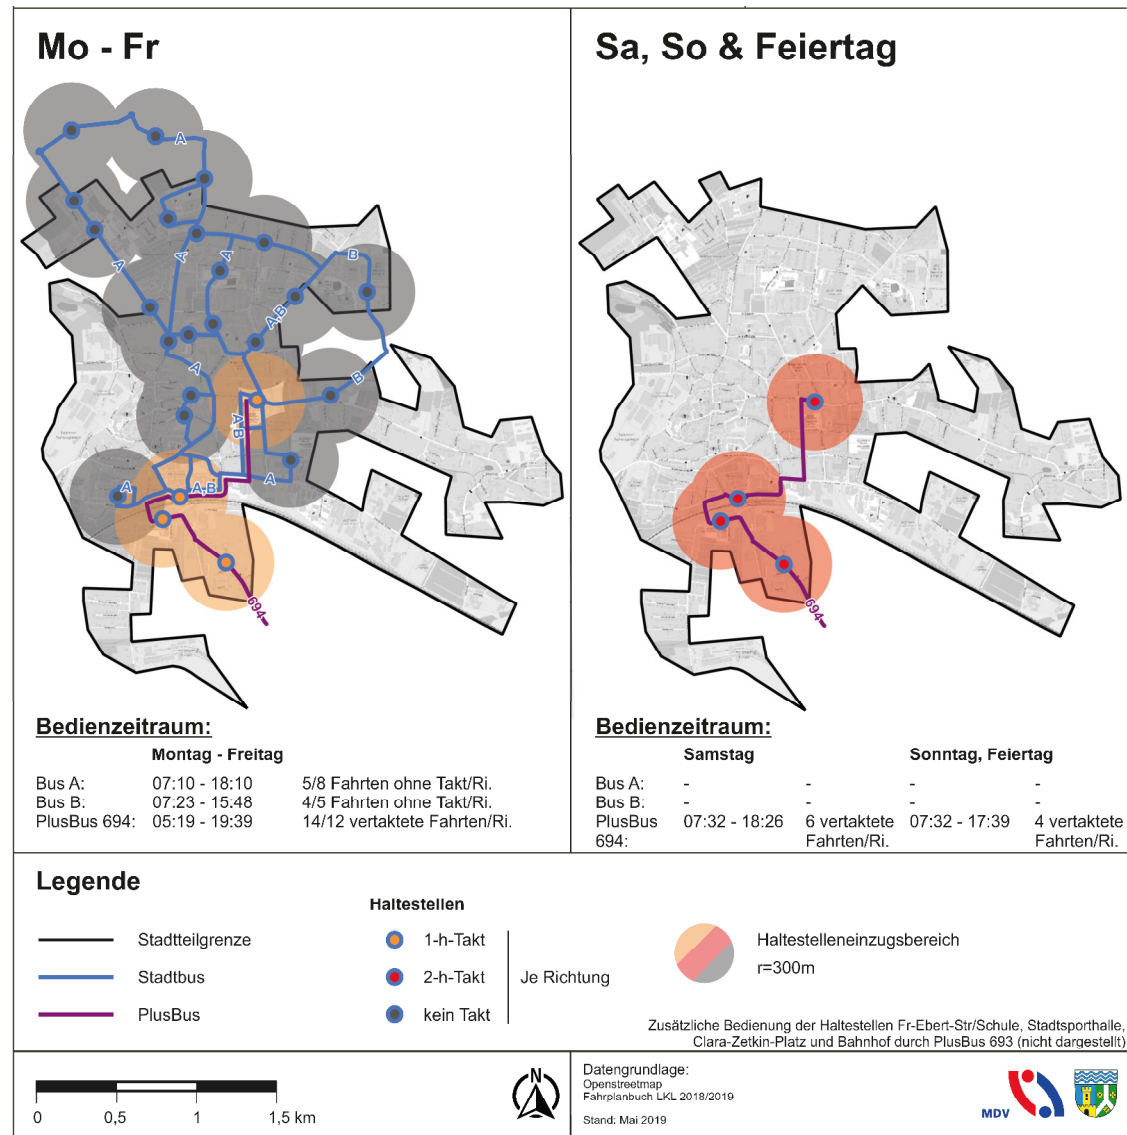 Mo - Fr
Sa, So & Feiertag
A
B
A
A
A
A,B
A
B
A,B
A
A,B
A
694
694
Bedienzeitraum:
Montag - Freitag
Bus A: 07:10 - 18:10 5/8 Fahrten ohne Takt/Ri.
Bus B: 07:23 - 15:48 4/5 Fahrten ohne Takt/Ri.
PlusBus 694: 05:19 - 19:39 14/12 vertaktete Fahrten/Ri.
Bedienzeitraum:
Samstag Sonntag, Feiertag
Bus A: - - - -
Bus B: - - - -
PlusBus 07:32 - 18:26 6 vertaktete 07:32 - 17:39 4 vertaktete
694: Fahrten/Ri. Fahrten/Ri.
Legende
Haltestellen
Stadtteilgrenze
Stadtbus
PlusBus
1-h-Takt
2-h-Takt
kein Takt
Je Richtung
Haltestelleneinzugsbereich
r=300m
Zusätzliche Bedienung der Haltestellen Fr-Ebert-Str/Schule, Stadtsporthalle,
Clara-Zetkin-Platz und Bahnhof durch PlusBus 693 (nicht dargestellt)
0 0,5 1 1,5 km
N
Datengrundlage:
Openstreetmap
Fahrplanbuch LKL 2018/2019
Stand: Mai 2019
MDV